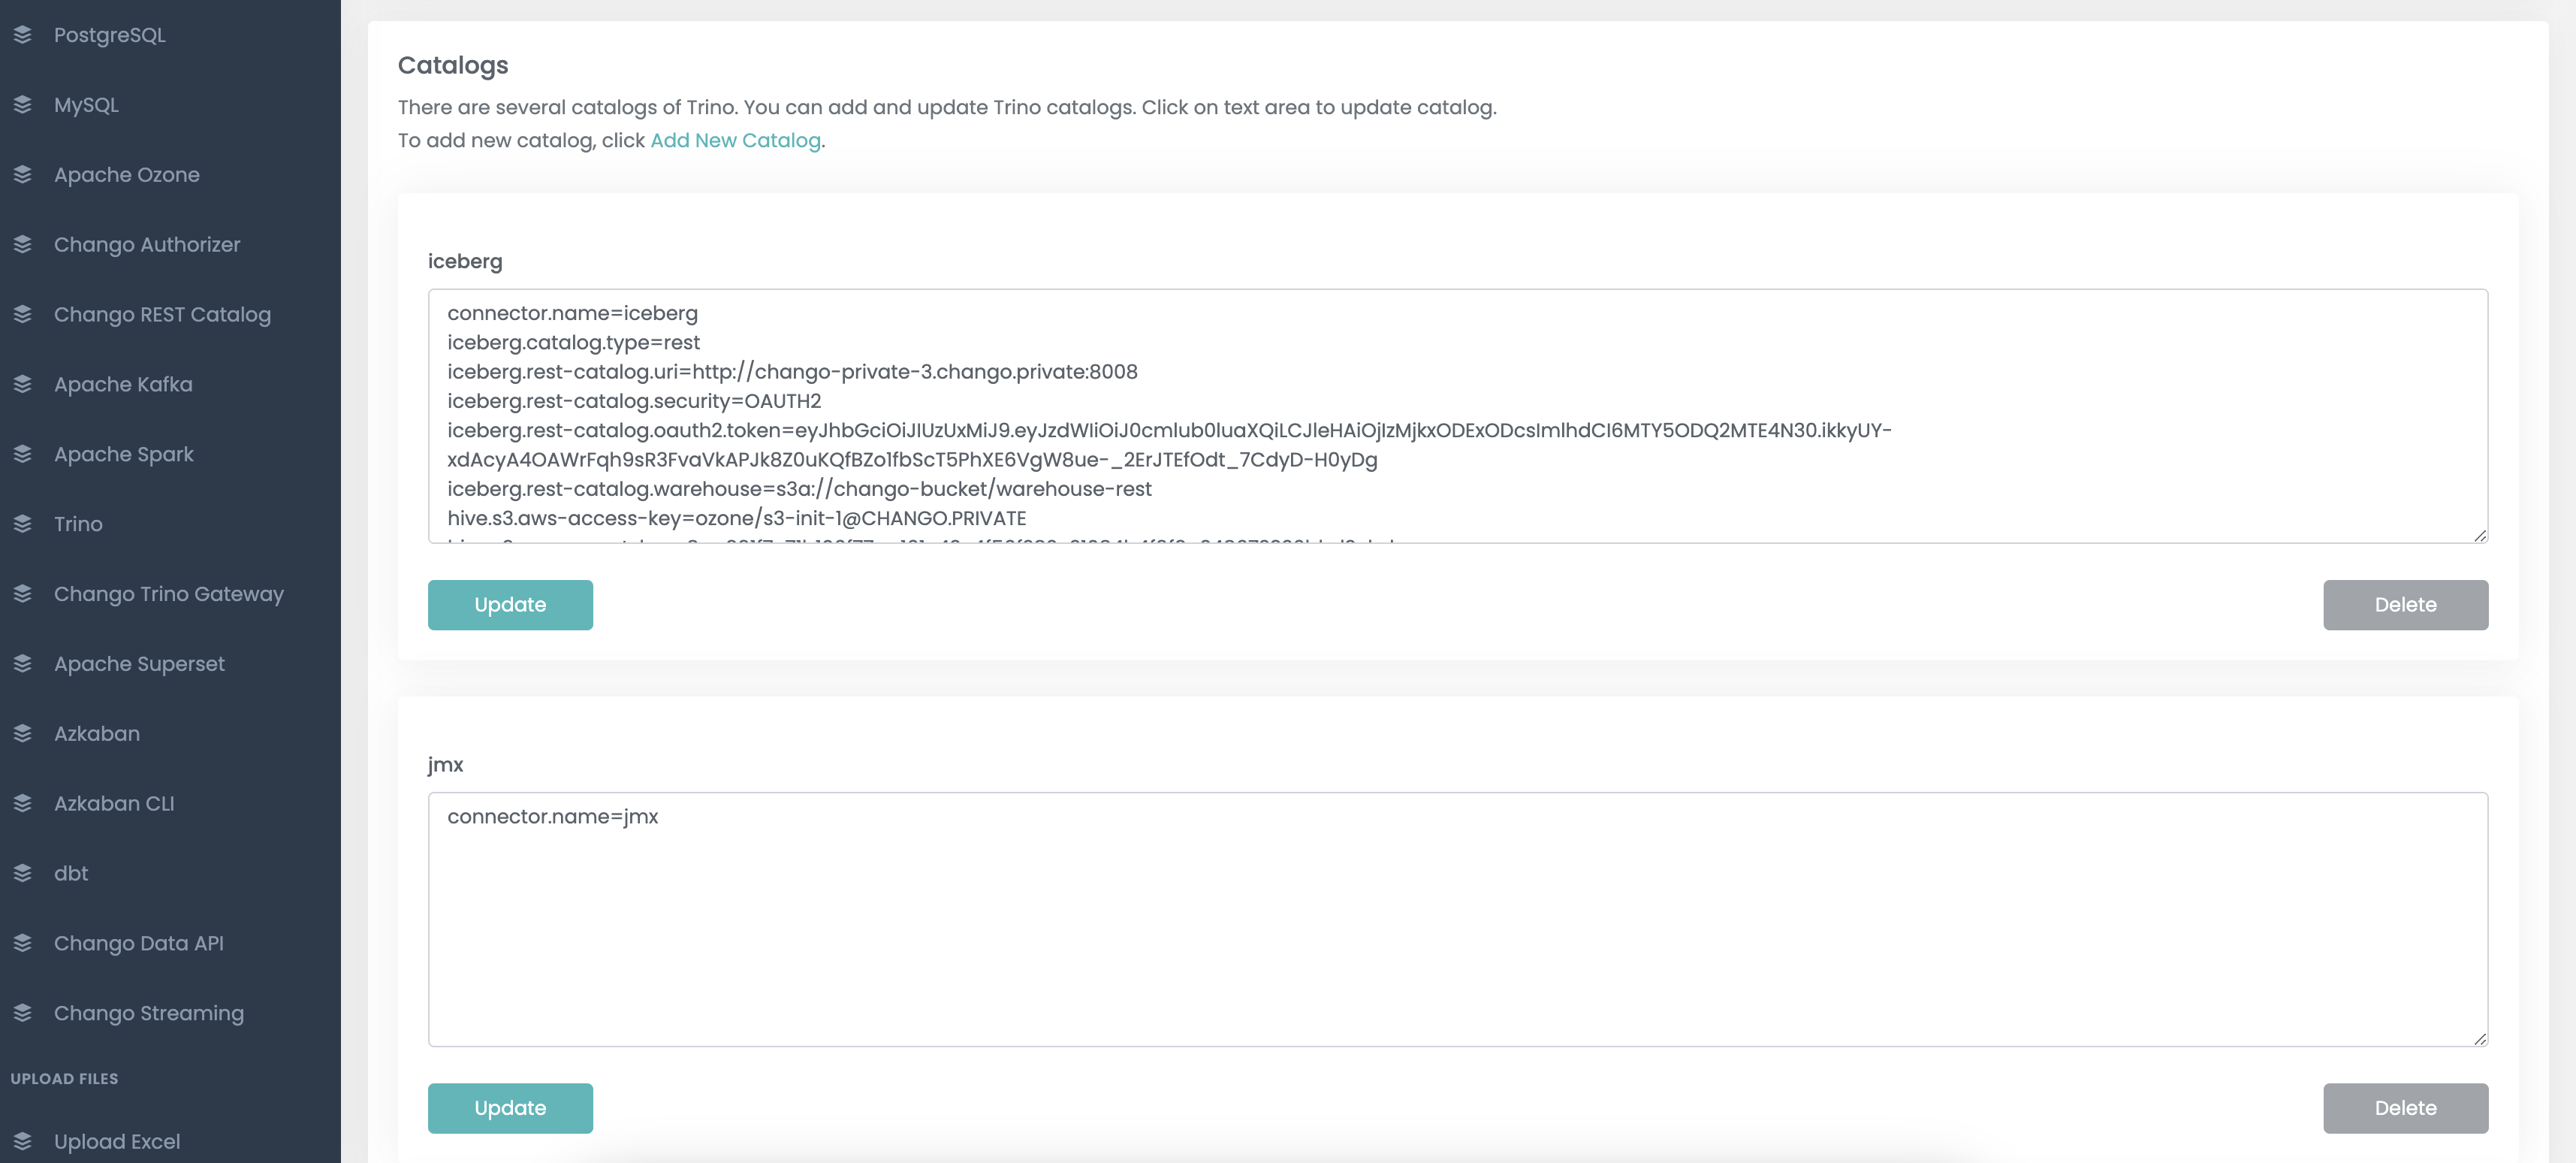 PostgreSQL
MySQL
Apache Ozone
Chango Authorizer
Chango REST Catalog
Apache Kafka
Apache Spark
Trino
Chango Trino Gateway
Apache Superset
Azkaban
Azkaban CLI
dbt
Chango Data API
Chango Streaming
UPLOAD FILES
Upload Excel
Catalogs
There are several catalogs of Trino. You can add and update Trino catalogs. Click on text area to update catalog.
To add new catalog, click Add New Catalog.
iceberg
connector.name=iceberg
iceberg.catalog.type=rest
iceberg.rest-catalog.uri=http://chango-private-3.chango.private:8008
iceberg.rest-catalog.security=OAUTH2
iceberg.rest-catalog.oauth2.token=eyJhbGciOiJIUzUxMiJ9.eyJzdWIiOiJ0cmlub0luaXQiLCJleHAiOjIzMjkxODExODcsImlhdCI6MTY5ODQ2MTE4N30.ikkyUY-
xdAcyA4OAWrFqh9sR3FvaVkAPJk8Z0uKQfBZo1fbScT5PhXE6VgW8ue-_2ErJTEfOdt_7CdyD-H0yDg
iceberg.rest-catalog.warehouse=s3a://chango-bucket/warehouse-rest
hive.s3.aws-access-key=ozone/s3-init-1@CHANGO.PRIVATE
Update
Delete
jmx
connector.name=jmx
Update
Delete